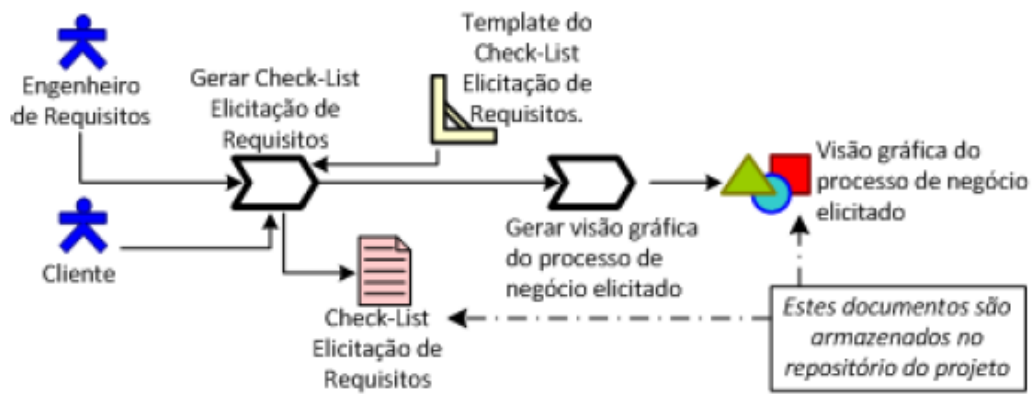 Engenheiro
de Requisitos
Gerar Check-List
Elicitação de
Requisitos
Template do
Check-List
Elicitação de
Requisitos.
Cliente
Check-List
Elicitação de
Requisitos
Gerar visão gráfica
do processo de
negócio elicitado
Visão gráfica do
processo de negócio
elicitado
Estes documentos são
armazenados no
repositório do projeto